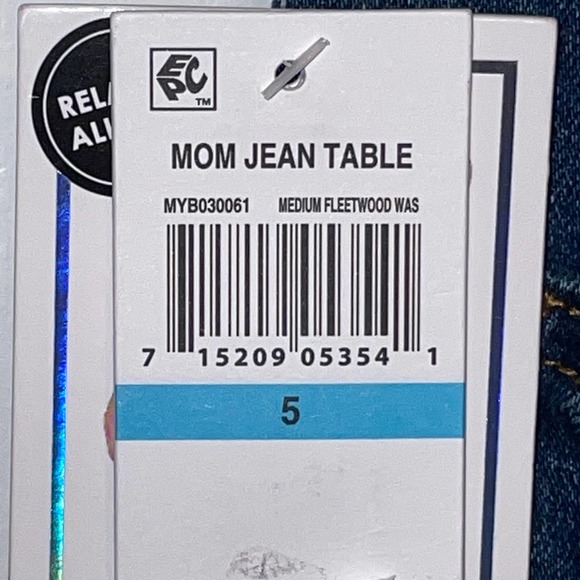 EPC
TM
MOM JEAN TABLE
MYB030061 MEDIUM FLEETWOOD WAS
7 15209 05354 1
5